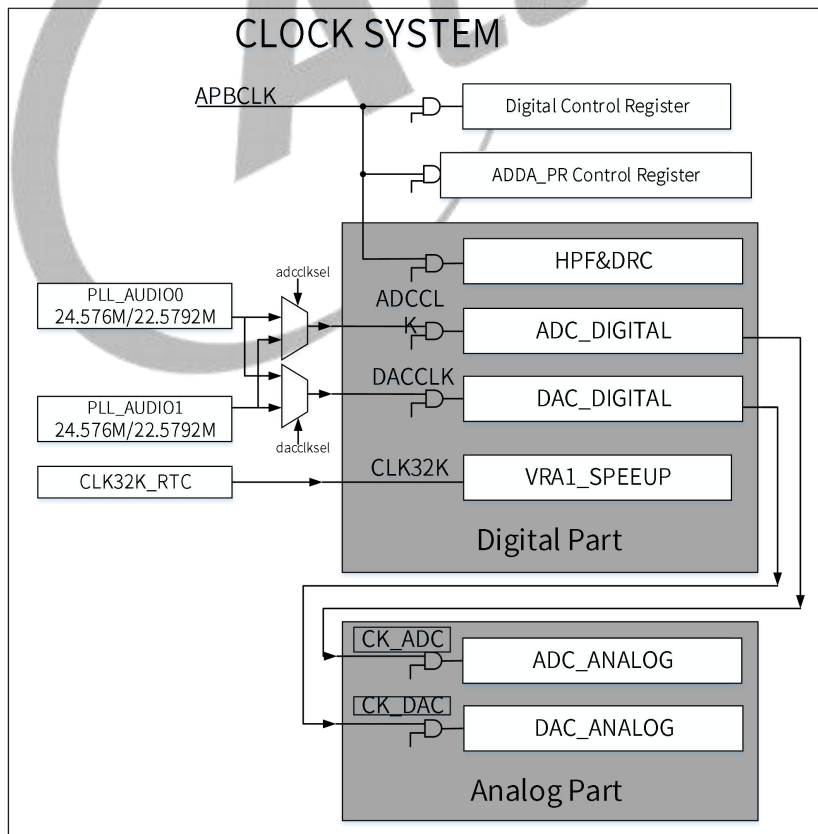 CLOCK SYSTEM
APBCLK
Digital Control Register
ADDA_PR Control Register
HPF&DRC
adcclksel
PLL_AUDIO0
24.576M/22.5792M
ADCCL
K
ADC_DIGITAL
DACCLK
DAC_DIGITAL
PLL_AUDIO1
24.576M/22.5792M
dacclksel
CLK32K_RTC
CLK32K
VRA1_SPEEUP
Digital Part
CK_ADC
ADC_ANALOG
CK_DAC
DAC_ANALOG
Analog Part